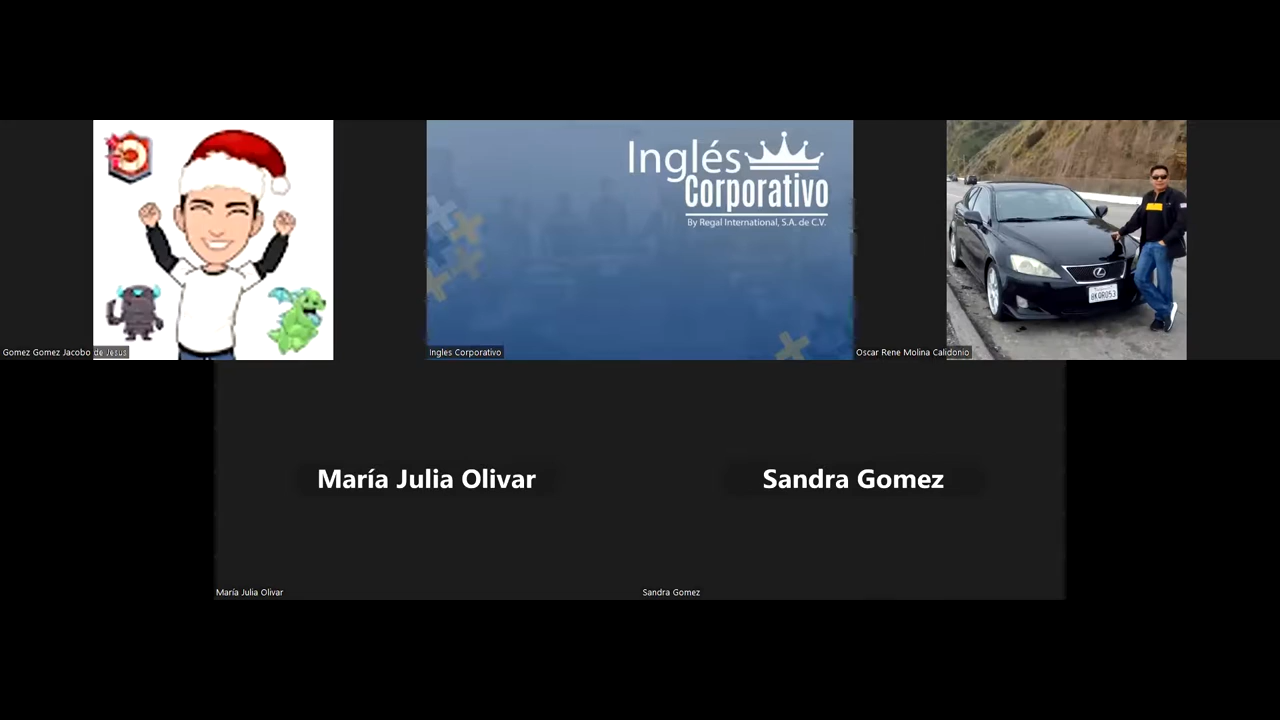 Inglés
Corporativo
By Regal International, S.A. de C.V.
Gomez Gomez Jacobo de Jesus
Ingles Corporativo
Oscar Rene Molina Calidonio
María Julia Olivar
Sandra Gomez
María Julia Olivar
Sandra Gomez